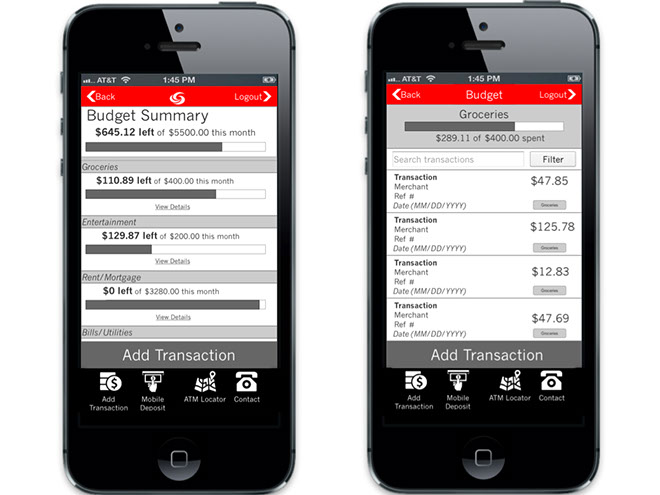 AT&T 1:45 PM
Back Logout
Budget Summary
$645.12 left of $5500.00 this month
Groceries
$110.89 left of $400.00 this month
View Details
Entertainment
$129.87 left of $200.00 this month
View Details
Rent/Mortgage
$0 left of $3280.00 this month
View Details
Bills/Utilities
Add Transaction
Add Transaction
Mobile Deposit
ATM Locator
Contact
AT&T 1:45 PM
Back Budget Logout
Groceries
$289.11 of $400.00 spent
Search transactions Filter
Transaction $47.85
Merchant
Ref #
Date (MM/DD/YYYY) Groceries
Transaction $125.78
Merchant
Ref #
Date (MM/DD/YYYY) Groceries
Transaction $12.83
Merchant
Ref #
Date (MM/DD/YYYY) Groceries
Transaction $47.69
Merchant
Ref #
Date (MM/DD/YYYY) Groceries
Add Transaction
Add Transaction
Mobile Deposit
ATM Locator
Contact